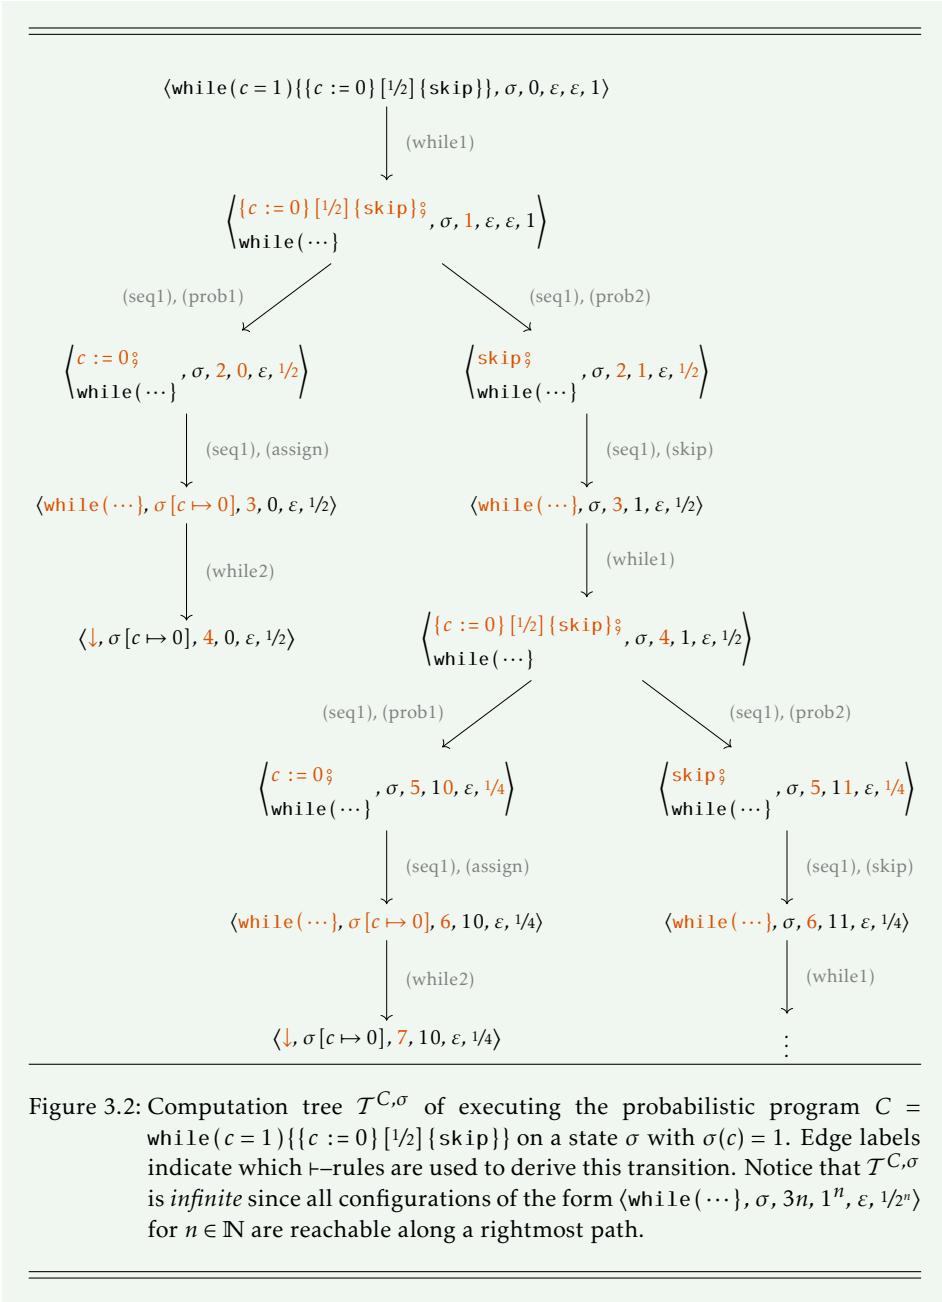 ⟨while(c = 1){{c := 0} [1/2] {skip}}, σ, 0, ε, ε, 1⟩
(while1)
⟨{c := 0} [1/2] {skip}⨟
while(⋯} , σ, 1, ε, ε, 1⟩
(seq1), (prob1) (seq1), (prob2)
⟨c := 0⨟ ⟨skip⨟
while(⋯} , σ, 2, 0, ε, 1/2⟩ while(⋯} , σ, 2, 1, ε, 1/2⟩
(seq1), (assign) (seq1), (skip)
⟨while(⋯}, σ[c ↦ 0], 3, 0, ε, 1/2⟩ ⟨while(⋯}, σ, 3, 1, ε, 1/2⟩
(while2) (while1)
⟨↓, σ[c ↦ 0], 4, 0, ε, 1/2⟩ ⟨{c := 0} [1/2] {skip}⨟
while(⋯} , σ, 4, 1, ε, 1/2⟩
(seq1), (prob1) (seq1), (prob2)
⟨c := 0⨟ ⟨skip⨟
while(⋯} , σ, 5, 10, ε, 1/4⟩ while(⋯} , σ, 5, 11, ε, 1/4⟩
(seq1), (assign) (seq1), (skip)
⟨while(⋯}, σ[c ↦ 0], 6, 10, ε, 1/4⟩ ⟨while(⋯}, σ, 6, 11, ε, 1/4⟩
(while2) (while1)
⟨↓, σ[c ↦ 0], 7, 10, ε, 1/4⟩ ⋮
Figure 3.2: Computation tree 𝒯^{C,σ} of executing the probabilistic program C =
while(c = 1){{c := 0} [1/2] {skip}} on a state σ with σ(c) = 1. Edge labels
indicate which ⊢–rules are used to derive this transition. Notice that 𝒯^{C,σ}
is infinite since all configurations of the form ⟨while(⋯}, σ, 3n, 1^n, ε, 1/2^n⟩
for n ∈ ℕ are reachable along a rightmost path.